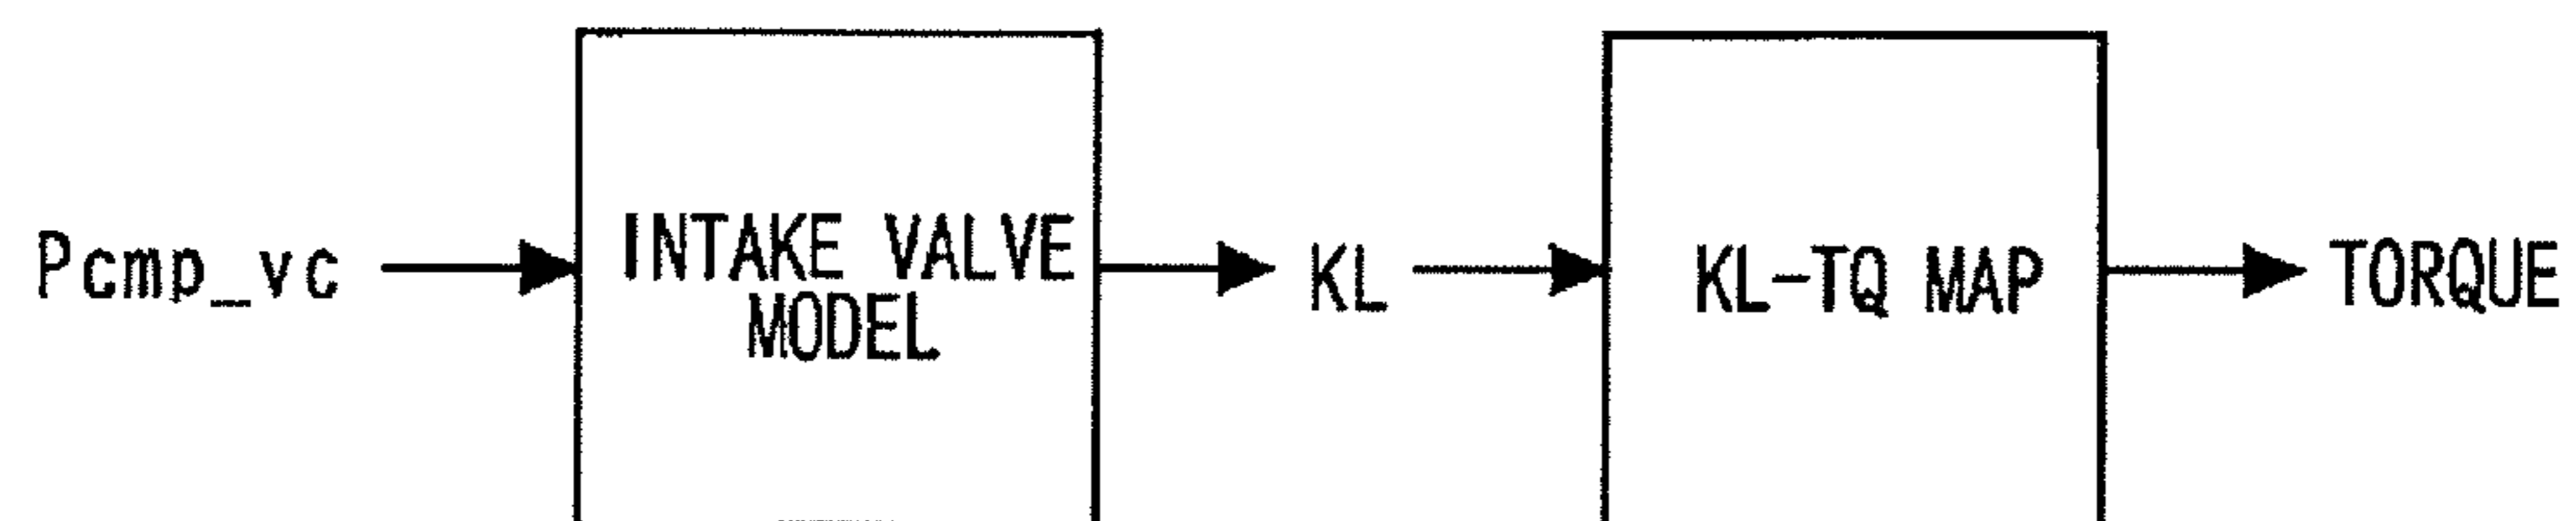 Pcmp_vc
INTAKE VALVE
MODEL
KL
KL-TQ MAP
TORQUE